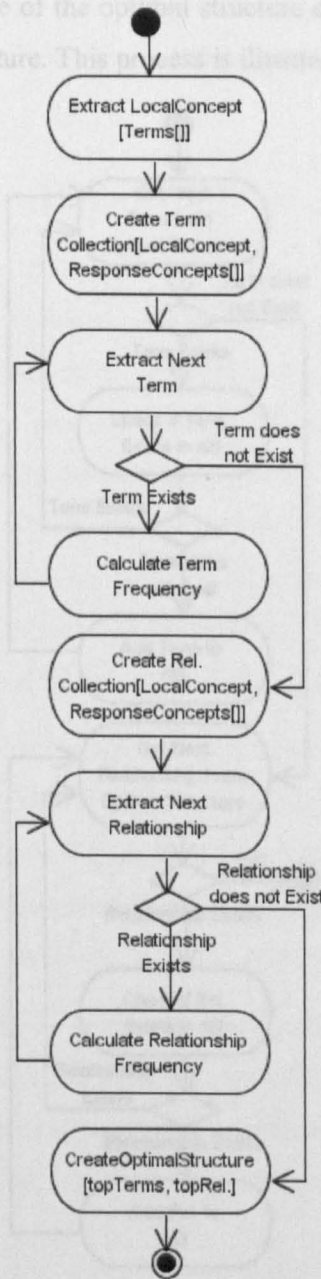 e of the optimum structure
ture. This process is illustra
Extract LocalConcept
[Terms[]]
Create Term
Collection[LocalConcept,
ResponseConcepts[]]
Extract Next
Term
Term does
not Exist
Term Exists
Calculate Term
Frequency
Create Rel.
Collection[LocalConcept,
ResponseConcepts[]]
Extract Next
Relationship
Relationship
does not Exist
Relationship
Exists
Calculate Relationship
Frequency
CreateOptimalStructure
[topTerms, topRel.]